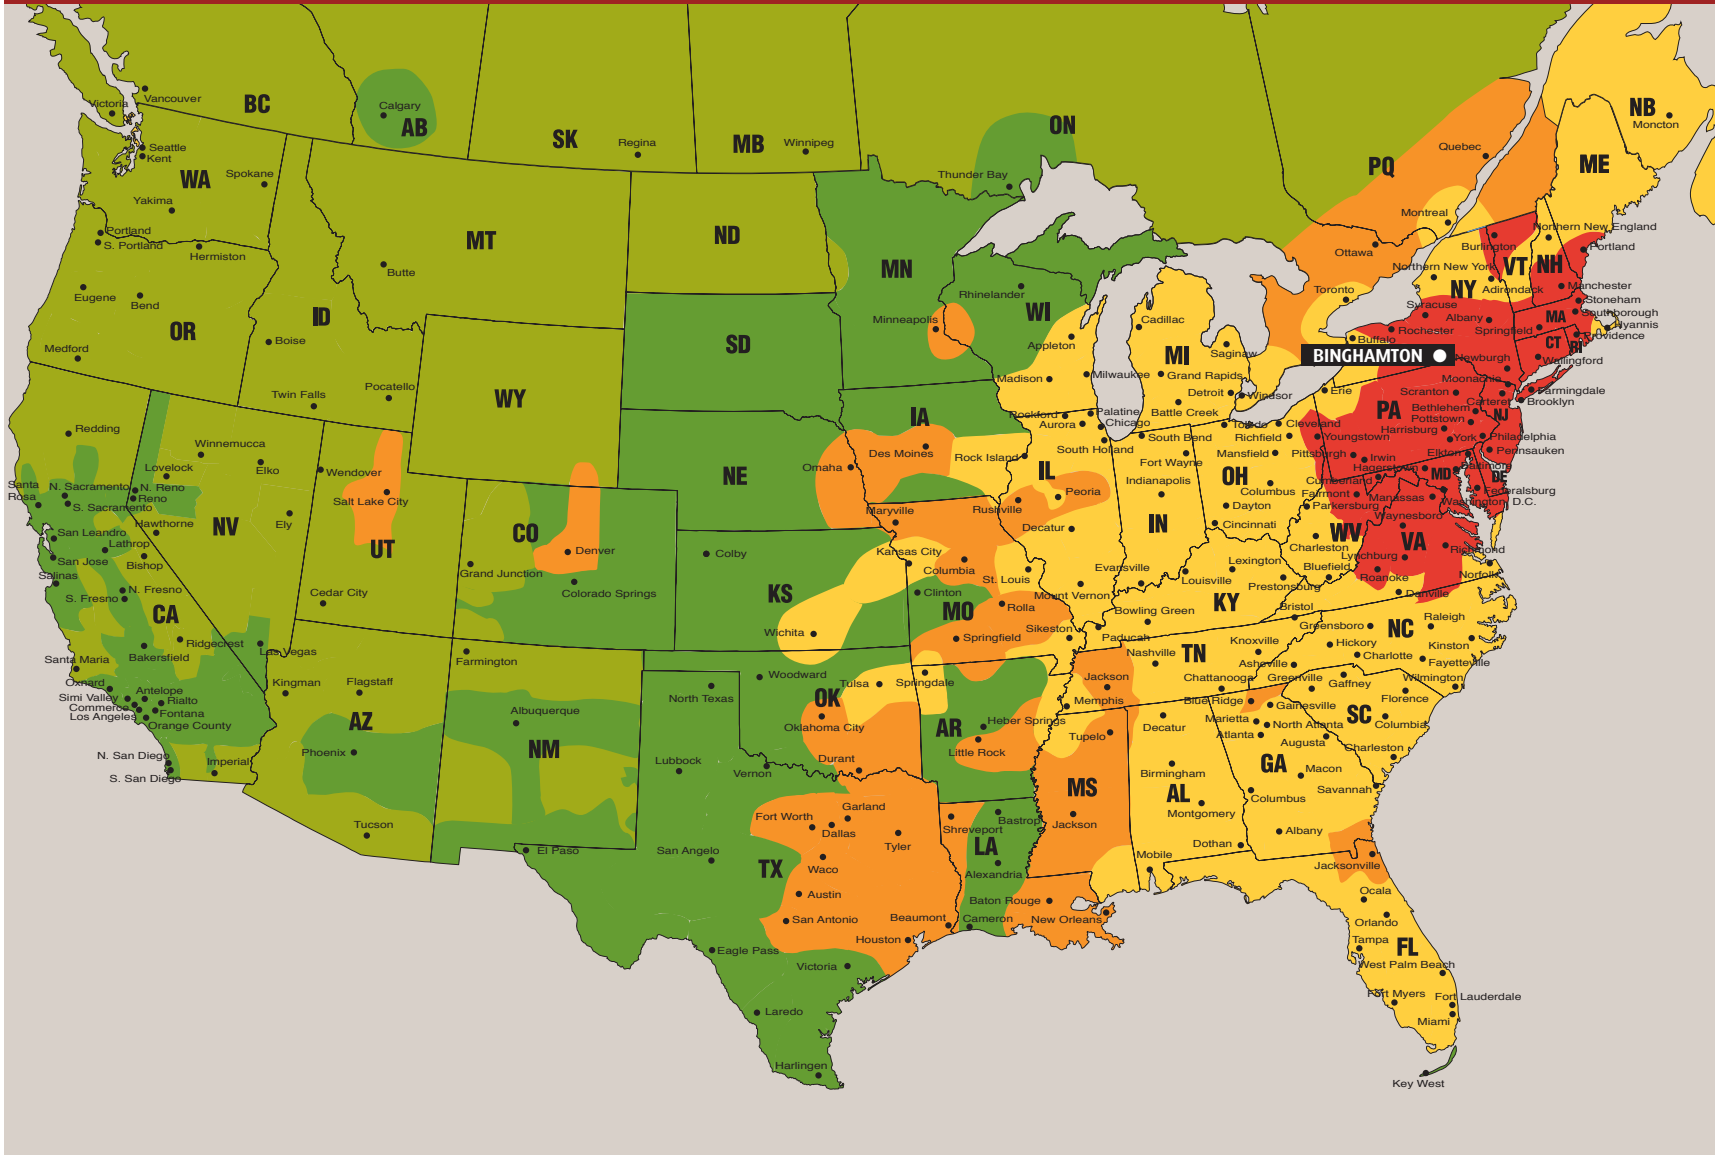 Victoria
Vancouver
BC
Seattle
Kent
WA
Spokane
Yakima
Portland
S. Portland
Hermiston
Eugene
Bend
OR
Medford
Calgary
AB
SK
Regina
MB
Winnipeg
ON
Thunder Bay
PQ
Quebec
Montreal
Ottawa
Toronto
NB
Moncton
ME
MT
Butte
ID
Boise
Twin Falls
Pocatello
WY
ND
SD
NE
Omaha
MN
Minneapolis
WI
Rhinelander
Appleton
Madison
Milwaukee
MI
Cadillac
Saginaw
Grand Rapids
Detroit
Windsor
Battle Creek
Northern New England
Portland
Burlington
VT
NH
Northern New York
NY
Adirondack
Manchester
Stoneham
Southborough
Hyannis
Syracuse
Albany
Springfield
MA
Providence
CT
RI
Rochester
Buffalo
BINGHAMTON
Newburgh
Wallingford
Moonachie
Farmingdale
Brooklyn
Carteret
NJ
Erie
PA
Scranton
Bethlehem
Pottstown
Harrisburg
York
Philadelphia
Pennsauken
Youngstown
Pittsburgh
Irwin
Elkton
Hagerstown
Baltimore
MD
DE
Cumberland
Federalsburg
Fairmont
Manassas
Washington, D.C.
Parkersburg
Waynesboro
WV
VA
Charleston
Lynchburg
Richmond
Bluefield
Roanoke
Norfolk
Danville
Redding
Santa
Rosa
N. Sacramento
S. Sacramento
San Leandro
Lathrop
San Jose
Salinas
N. Fresno
S. Fresno
Bishop
CA
Ridgecrest
Bakersfield
Santa Maria
Oxnard
Simi Valley
Commerce
Los Angeles
Antelope
Rialto
Fontana
Orange County
N. San Diego
S. San Diego
Imperial
Winnemucca
Lovelock
Elko
N. Reno
Reno
Hawthorne
NV
Ely
Las Vegas
Wendover
Salt Lake City
UT
Cedar City
CO
Denver
Grand Junction
Colorado Springs
Kingman
Flagstaff
AZ
Phoenix
Tucson
Farmington
Albuquerque
NM
El Paso
Colby
KS
Wichita
North Texas
Woodward
Tulsa
OK
Oklahoma City
Durant
Lubbock
Vernon
Fort Worth
Garland
Dallas
Tyler
San Angelo
TX
Waco
Austin
San Antonio
Beaumont
Houston
Eagle Pass
Victoria
Laredo
Harlingen
IA
Des Moines
Rock Island
Rockford
Palatine
Aurora
Chicago
South Holland
IL
Peoria
Rushville
Decatur
Mount Vernon
Maryville
Kansas City
Columbia
St. Louis
Clinton
MO
Rolla
Springfield
Sikeston
Springdale
AR
Heber Springs
Little Rock
Shreveport
Bastrop
LA
Alexandria
Baton Rouge
Cameron
New Orleans
South Bend
Fort Wayne
Indianapolis
IN
Evansville
Toledo
Cleveland
Richfield
Mansfield
OH
Columbus
Dayton
Cincinnati
Lexington
Louisville
Prestonsburg
KY
Bowling Green
Paducah
Bristol
Nashville
TN
Knoxville
Chattanooga
Jackson
Memphis
Tupelo
MS
Jackson
Greensboro
Raleigh
NC
Hickory
Kinston
Charlotte
Fayetteville
Asheville
Wilmington
Greenville
Gaffney
Florence
SC
Columbia
Charleston
Blue Ridge
Gainesville
Marietta
North Atlanta
Atlanta
Augusta
GA
Macon
Savannah
Columbus
Albany
Decatur
Birmingham
AL
Montgomery
Dothan
Mobile
Jacksonville
Ocala
Orlando
Tampa
FL
West Palm Beach
Fort Myers
Fort Lauderdale
Miami
Key West